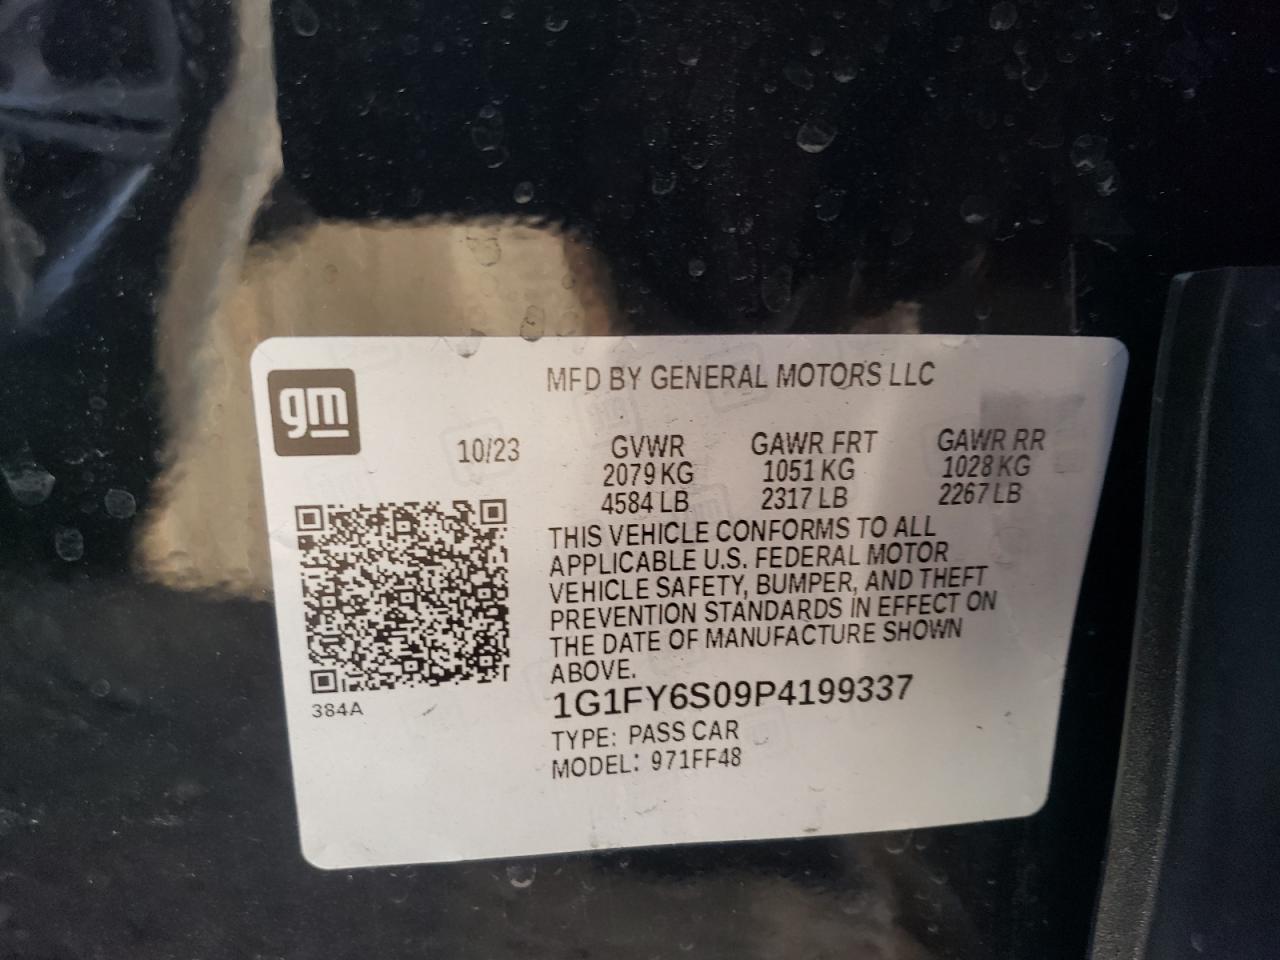 gm
MFD BY GENERAL MOTORS LLC
10/23 GVWR GAWR FRT GAWR RR
2079 KG 1051 KG 1028 KG
4584 LB 2317 LB 2267 LB
THIS VEHICLE CONFORMS TO ALL
APPLICABLE U.S. FEDERAL MOTOR
VEHICLE SAFETY, BUMPER, AND THEFT
PREVENTION STANDARDS IN EFFECT ON
THE DATE OF MANUFACTURE SHOWN
ABOVE.
1G1FY6S09P4199337
384A
TYPE: PASS CAR
MODEL: 971FF48